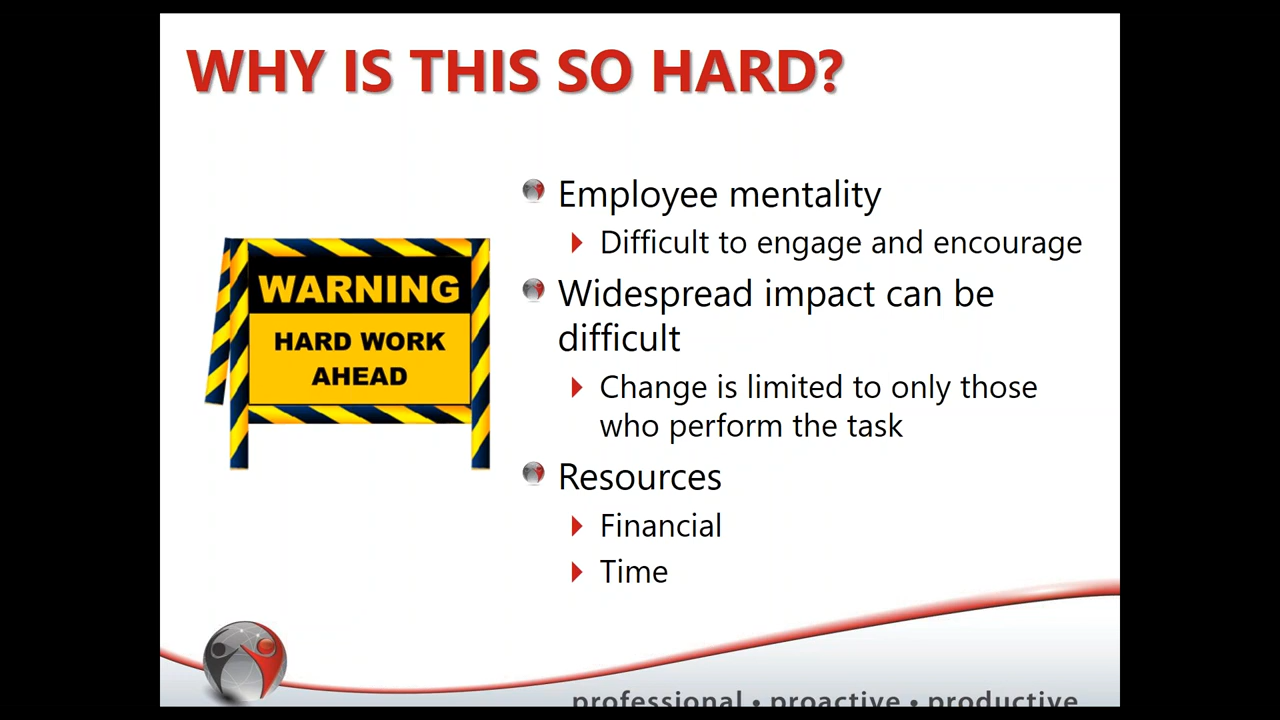 WHY IS THIS SO HARD?
WARNING
HARD WORK
AHEAD
Employee mentality
Difficult to engage and encourage
Widespread impact can be
difficult
Change is limited to only those
who perform the task
Resources
Financial
Time
professional • proactive • productive